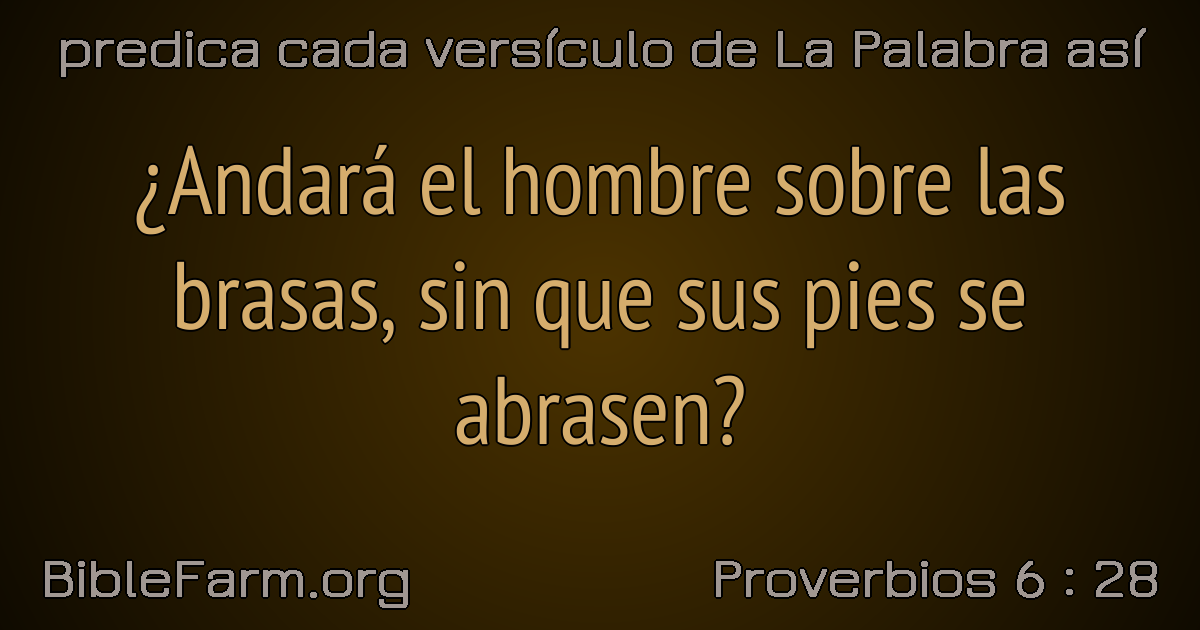 predica cada versículo de La Palabra así
¿Andará el hombre sobre las
brasas, sin que sus pies se
abrasen?
BibleFarm.org
Proverbios 6 : 28